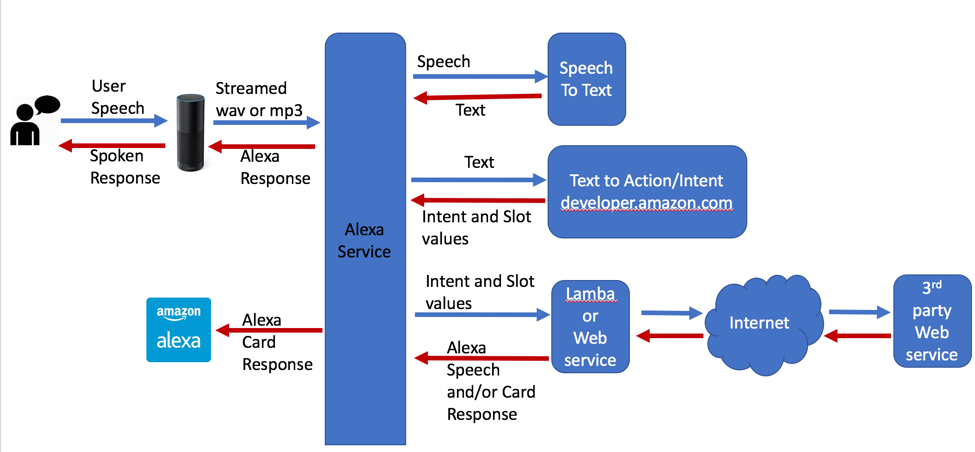 User
Speech
Spoken
Response
Streamed
wav or mp3
Alexa
Response
Alexa
Service
Speech
Text
Speech
To Text
Text
Intent and Slot
values
Text to Action/Intent
developer.amazon.com
Intent and Slot
values
Alexa
Speech
and/or Card
Response
Lamba
or
Web
service
Internet
3rd
party
Web
service
amazon
alexa
Alexa
Card
Response